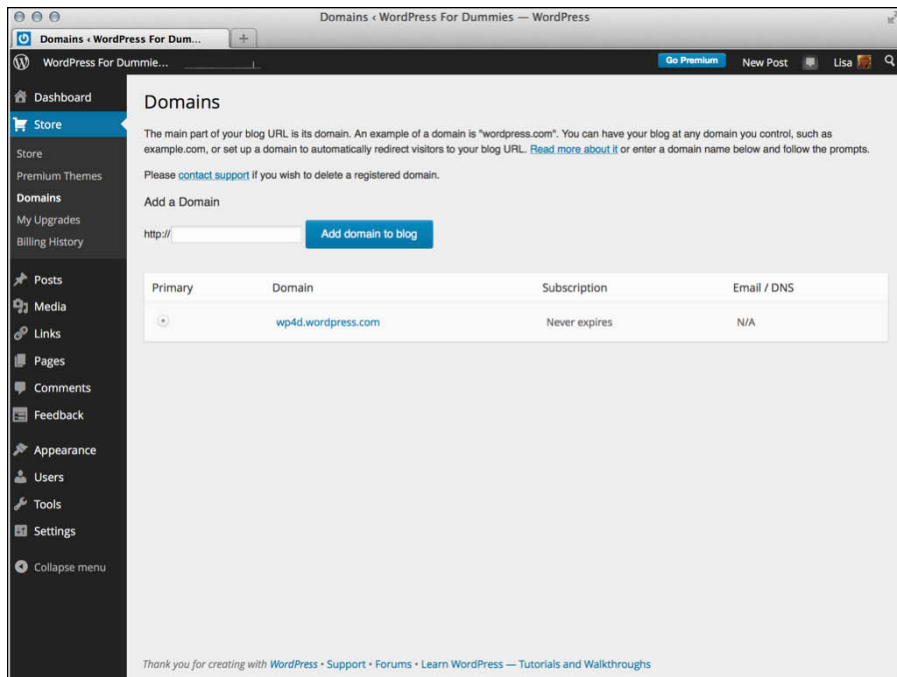 Domains ‹ WordPress For Dummies — WordPress
Domains ‹ WordPress For Dum...
WordPress For Dummie...
Go Premium
New Post
Lisa
Dashboard
Store
Store
Premium Themes
Domains
My Upgrades
Billing History
Posts
Media
Links
Pages
Comments
Feedback
Appearance
Users
Tools
Settings
Collapse menu
Domains
The main part of your blog URL is its domain. An example of a domain is "wordpress.com". You can have your blog at any domain you control, such as
example.com, or set up a domain to automatically redirect visitors to your blog URL. Read more about it or enter a domain name below and follow the prompts.
Please contact support if you wish to delete a registered domain.
Add a Domain
http://
Add domain to blog
Primary Domain Subscription Email / DNS
wp4d.wordpress.com Never expires N/A
Thank you for creating with WordPress • Support • Forums • Learn WordPress — Tutorials and Walkthroughs